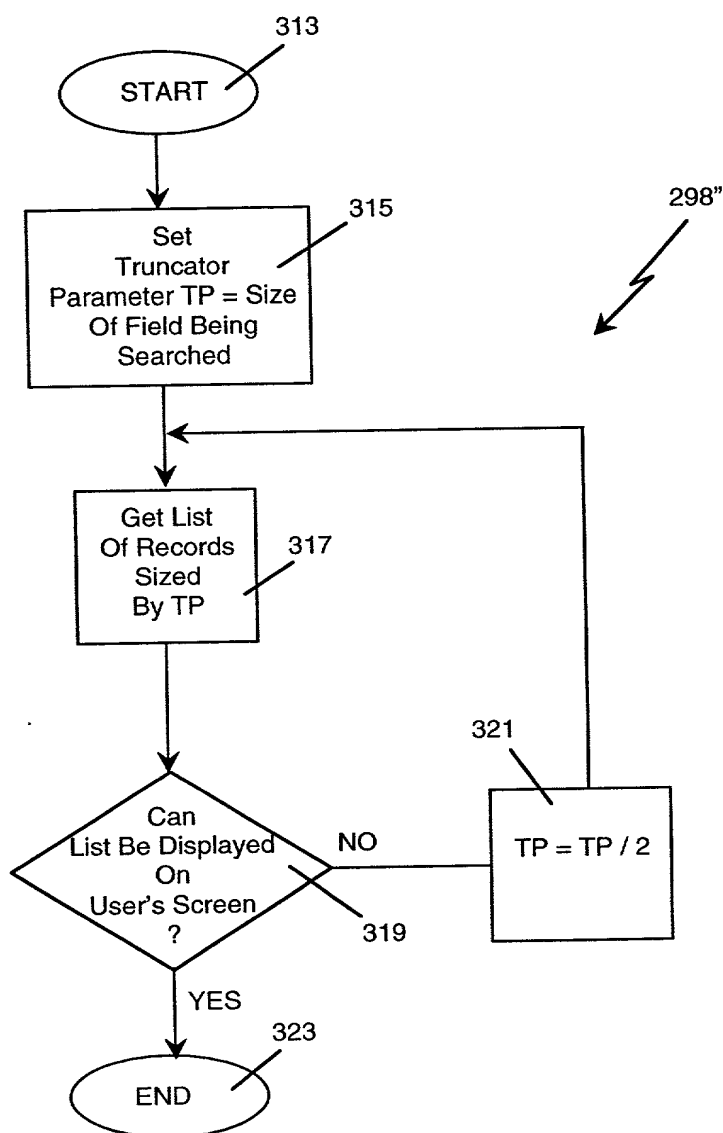 313
START
315
298”
Set
Truncator
Parameter TP = Size
Of Field Being
Searched
Get List
Of Records
Sized
By TP
317
321
Can
List Be Displayed
On
User's Screen
?
NO
TP = TP / 2
319
YES
323
END